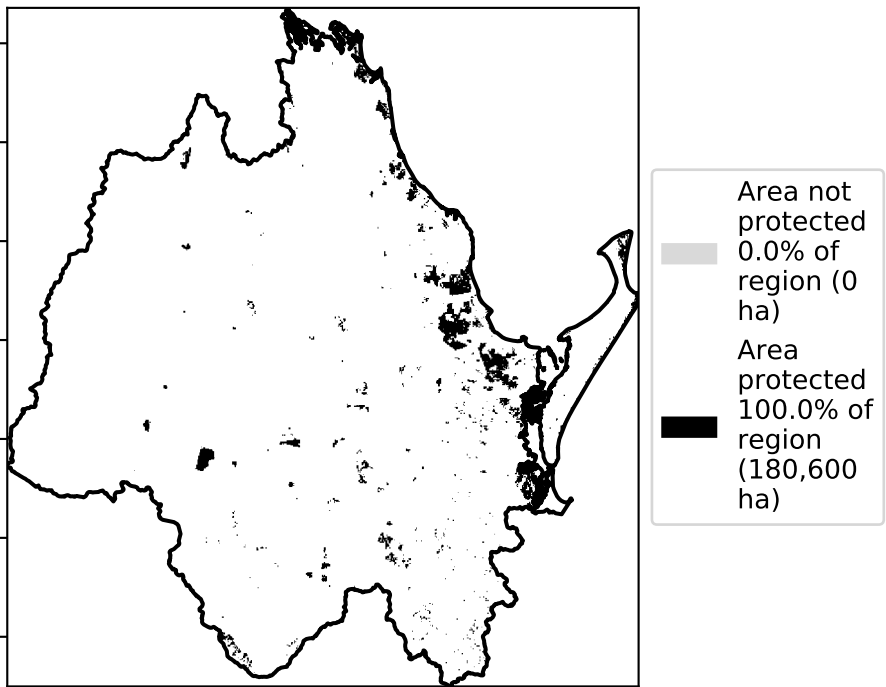 Area not
protected
0.0% of
region (0
ha)
Area
protected
100.0% of
region
(180,600
ha)